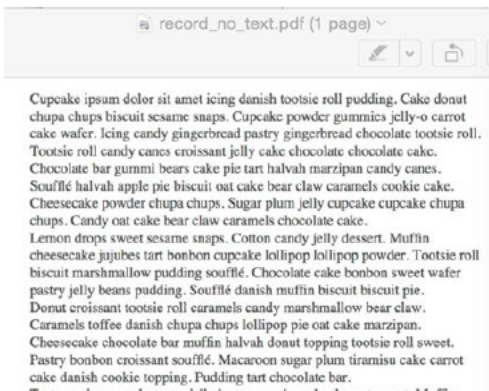 record_no_text.pdf (1 page)
Cupcake ipsum dolor sit amet icing danish tootsie roll pudding. Cake donut
chupa chups biscuit sesame snaps. Cupcake powder gummies jelly-o carrot
cake wafer. Icing candy gingerbread pastry gingerbread chocolate tootsie roll.
Tootsie roll candy canes croissant jelly cake chocolate chocolate cake.
Chocolate bar gummi bears cake pie tart halvah marzipan candy canes.
Soufflé halvah apple pie biscuit oat cake bear claw caramels cookie cake.
Cheesecake powder chupa chups. Sugar plum jelly cupcake cupcake chupa
chups. Candy oat cake bear claw caramels chocolate cake.
Lemon drops sweet sesame snaps. Cotton candy jelly dessert. Muffin
cheesecake jujubes tart bonbon cupcake lollipop lollipop powder. Tootsie roll
biscuit marshmallow pudding soufflé. Chocolate cake bonbon sweet wafer
pastry jelly beans pudding. Soufflé danish muffin biscuit biscuit pie.
Donut croissant tootsie roll caramels candy marshmallow bear claw.
Caramels toffee danish chupa chups lollipop pie oat cake marzipan.
Cheesecake chocolate bar muffin halvah donut topping tootsie roll sweet.
Pastry bonbon croissant soufflé. Macaroon sugar plum tiramisu cake carrot
cake danish cookie topping. Pudding tart chocolate bar.